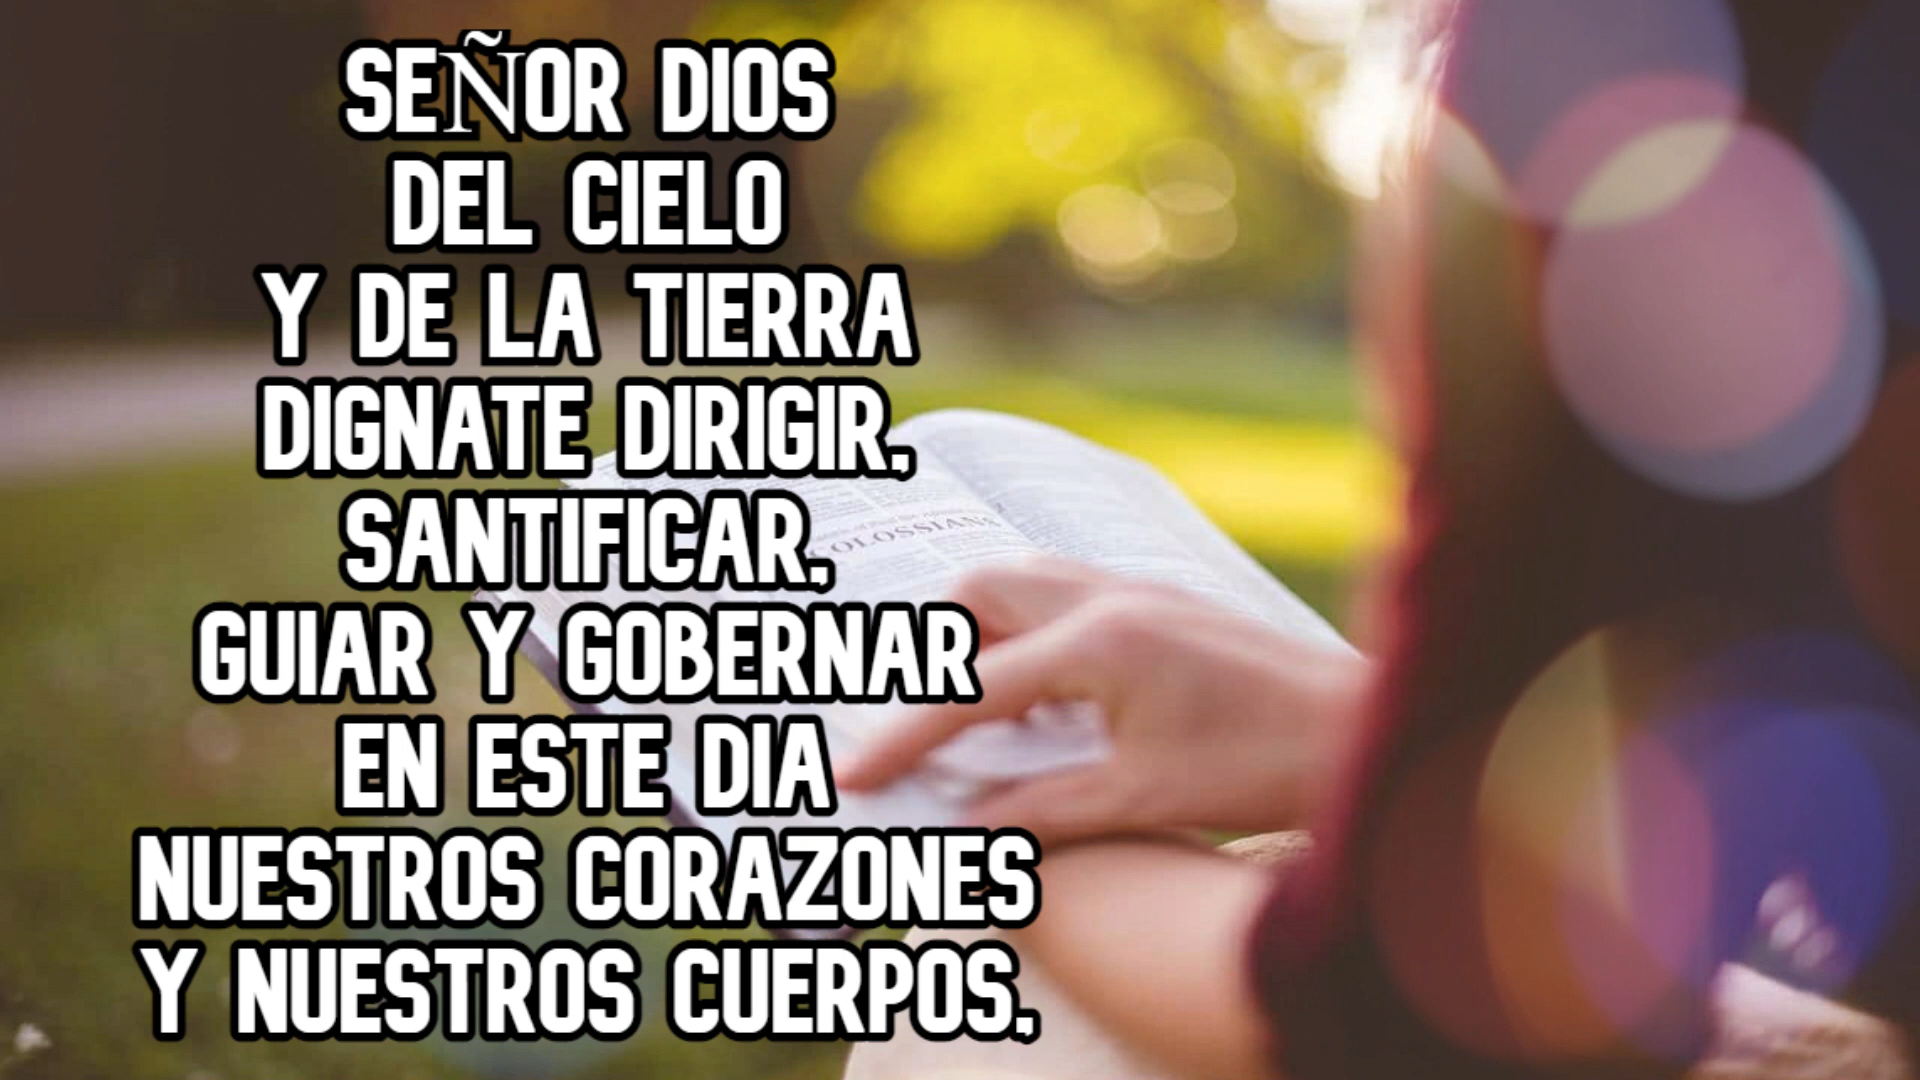 SEÑOR DIOS
DEL CIELO
Y DE LA TIERRA
DIGNATE DIRIGIR,
SANTIFICAR,
GUIAR Y GOBERNAR
EN ESTE DIA
NUESTROS CORAZONES
Y NUESTROS CUERPOS,
COLOSSIANS